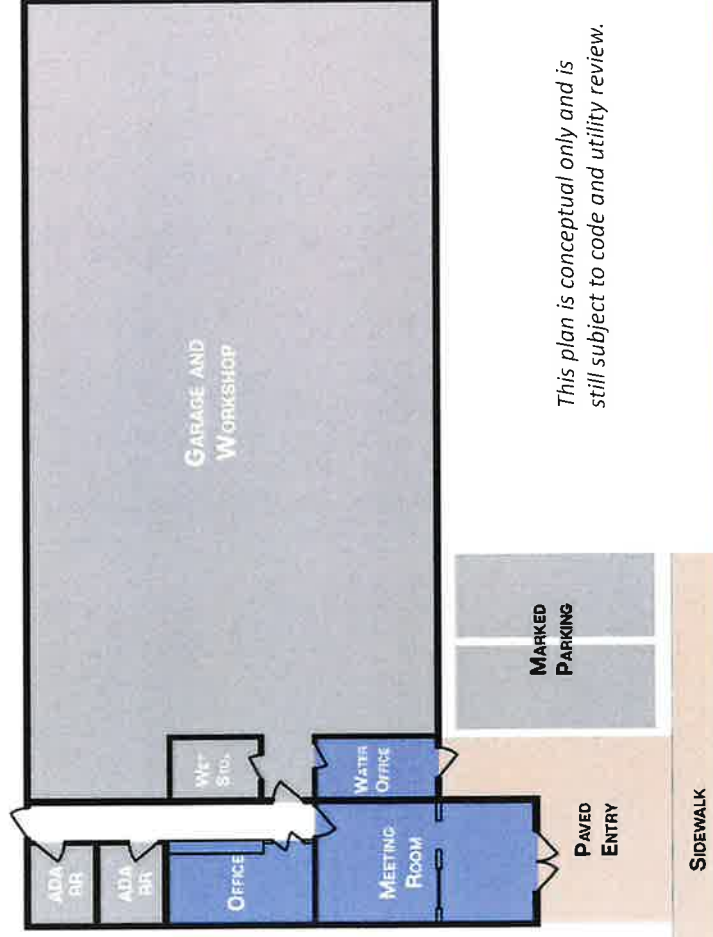 ADA
RR
ADA
RR
OFFICE
MEETING
ROOM
WET
STO.
WATER
OFFICE
GARAGE AND
WORKSHOP
PAVED
ENTRY
MARKED
PARKING
SIDEWALK
This plan is conceptual only and is
still subject to code and utility review.